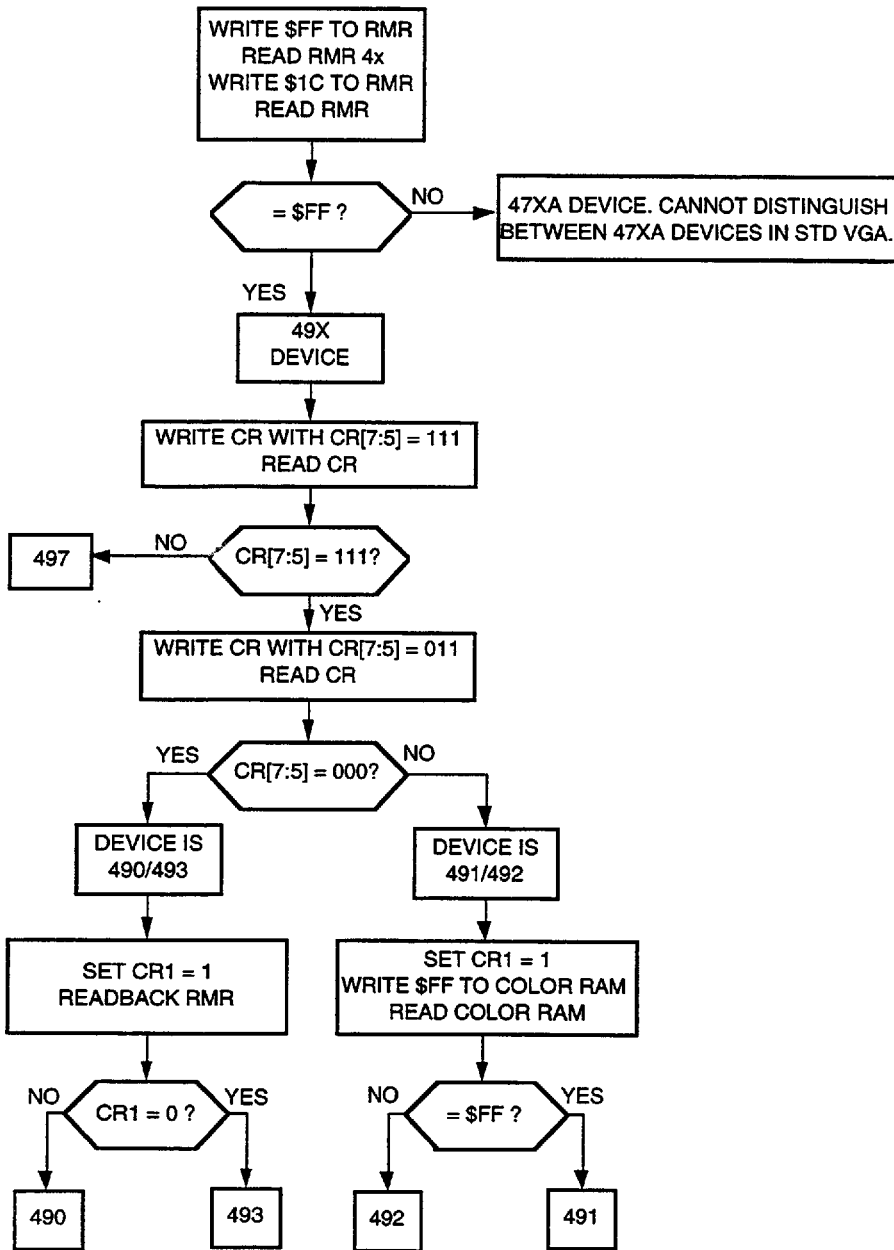 WRITE $FF TO RMR
READ RMR 4x
WRITE $1C TO RMR
READ RMR
= $FF ?
NO
47XA DEVICE. CANNOT DISTINGUISH
BETWEEN 47XA DEVICES IN STD VGA.
YES
49X
DEVICE
WRITE CR WITH CR[7:5] = 111
READ CR
NO
CR[7:5] = 111?
497
YES
WRITE CR WITH CR[7:5] = 011
READ CR
YES
CR[7:5] = 000?
NO
DEVICE IS
490/493
DEVICE IS
491/492
SET CR1 = 1
READBACK RMR
SET CR1 = 1
WRITE $FF TO COLOR RAM
READ COLOR RAM
NO
CR1 = 0 ?
YES
NO
= $FF ?
YES
490
493
492
491